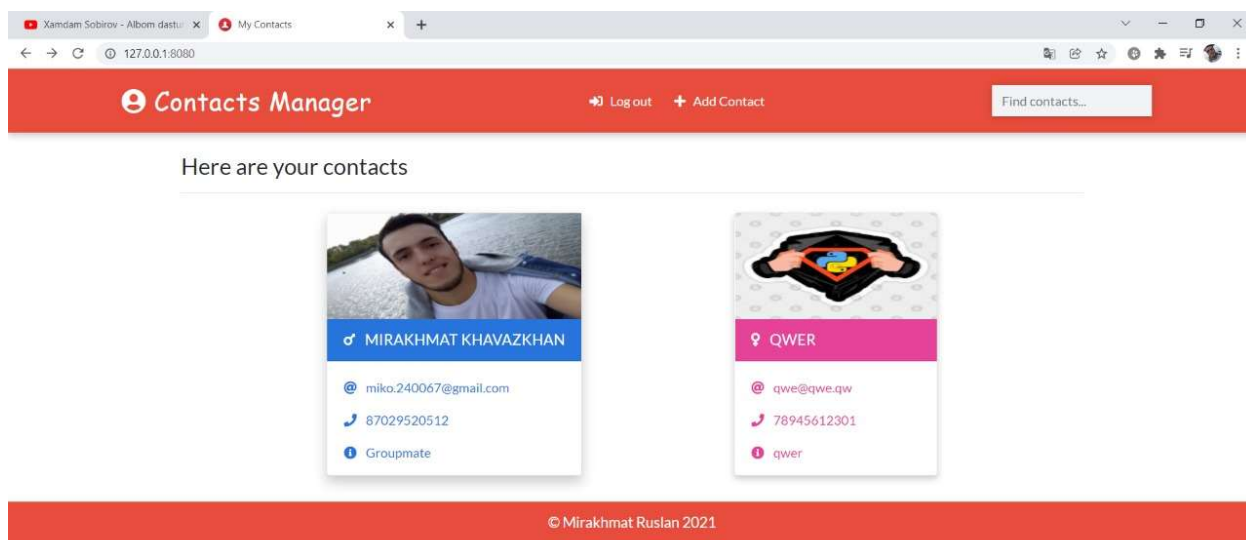 Xamdam Sobirov - Albom dastu
My Contacts
127.0.0.1:8080
Contacts Manager
Log out
Add Contact
Find contacts...
Here are your contacts
MIRAKHMAT KHAVAZKHAN
miko.240067@gmail.com
87029520512
Groupmate
QWER
qwe@qwe.qw
78945612301
qwer
© Mirakhmat Ruslan 2021